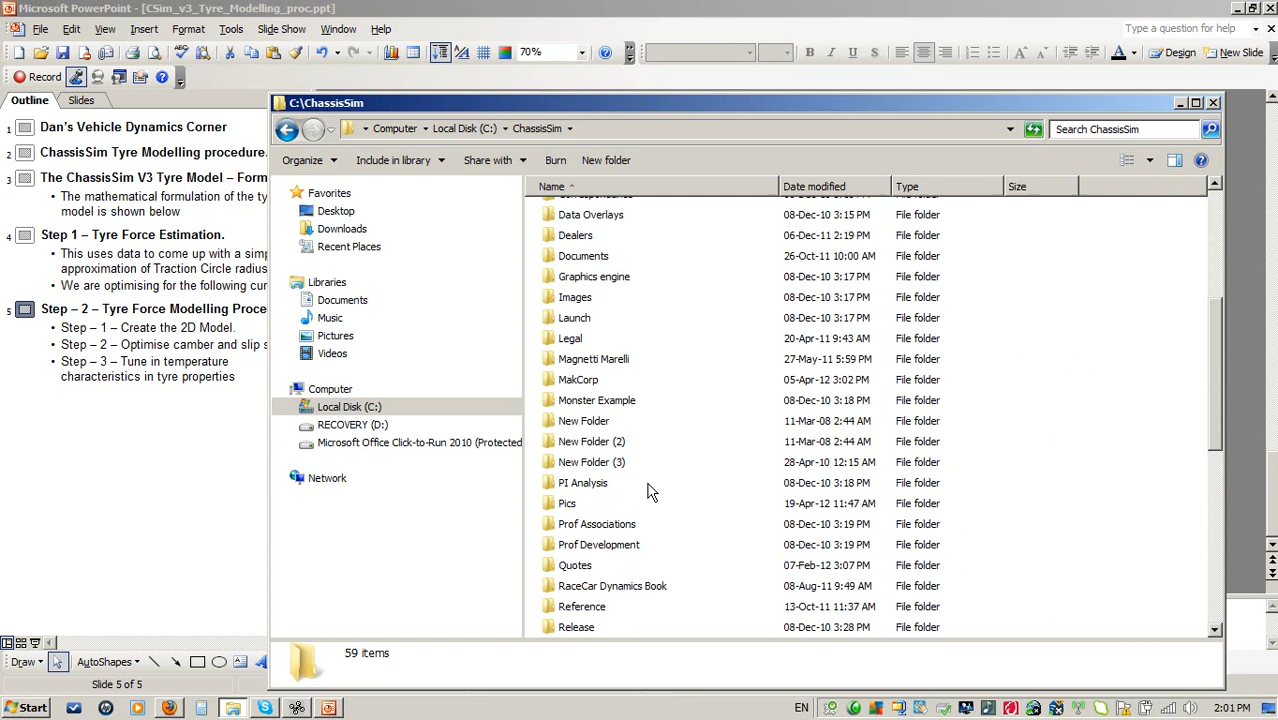 Microsoft PowerPoint - [CSim_v3_Tyre_Modelling_proc.ppt]
File Edit View Insert Format Tools Slide Show Window Help
Type a question for help
70%
B I U S
A Design New Slide
Record
Outline Slides
1 Dan's Vehicle Dynamics Corner
2 ChassisSim Tyre Modelling procedure.
3 The ChassisSim V3 Tyre Model – Form
• The mathematical formulation of the ty
model is shown below
4 Step 1 – Tyre Force Estimation.
• This uses data to come up with a simp
approximation of Traction Circle radius
• We are optimising for the following cur
5 Step – 2 – Tyre Force Modelling Proce
• Step – 1 – Create the 2D Model.
• Step – 2 – Optimise camber and slip s
• Step – 3 – Tune in temperature
characteristics in tyre properties
C:\ChassisSim
Computer Local Disk (C:) ChassisSim
Search ChassisSim
Organize Include in library Share with Burn New folder
Favorites
Desktop
Downloads
Recent Places
Libraries
Documents
Music
Pictures
Videos
Computer
Local Disk (C:)
RECOVERY (D:)
Microsoft Office Click-to-Run 2010 (Protected
Network
Name Date modified Type Size
Correspondance
Data Overlays 08-Dec-10 3:15 PM File folder
Dealers 06-Dec-11 2:19 PM File folder
Documents 26-Oct-11 10:00 AM File folder
Graphics engine 08-Dec-10 3:17 PM File folder
Images 08-Dec-10 3:17 PM File folder
Launch 08-Dec-10 3:17 PM File folder
Legal 20-Apr-11 9:43 AM File folder
Magnetti Marelli 27-May-11 5:59 PM File folder
MakCorp 05-Apr-12 3:02 PM File folder
Monster Example 08-Dec-10 3:18 PM File folder
New Folder 11-Mar-08 2:44 AM File folder
New Folder (2) 11-Mar-08 2:44 AM File folder
New Folder (3) 28-Apr-10 12:15 AM File folder
PI Analysis 08-Dec-10 3:18 PM File folder
Pics 19-Apr-12 11:47 AM File folder
Prof Associations 08-Dec-10 3:19 PM File folder
Prof Development 08-Dec-10 3:19 PM File folder
Quotes 07-Feb-12 3:07 PM File folder
RaceCar Dynamics Book 08-Aug-11 9:49 AM File folder
Reference 13-Oct-11 11:37 AM File folder
Release 08-Dec-10 3:28 PM File folder
59 items
Draw AutoShapes
Slide 5 of 5
Start EN 2:01 PM